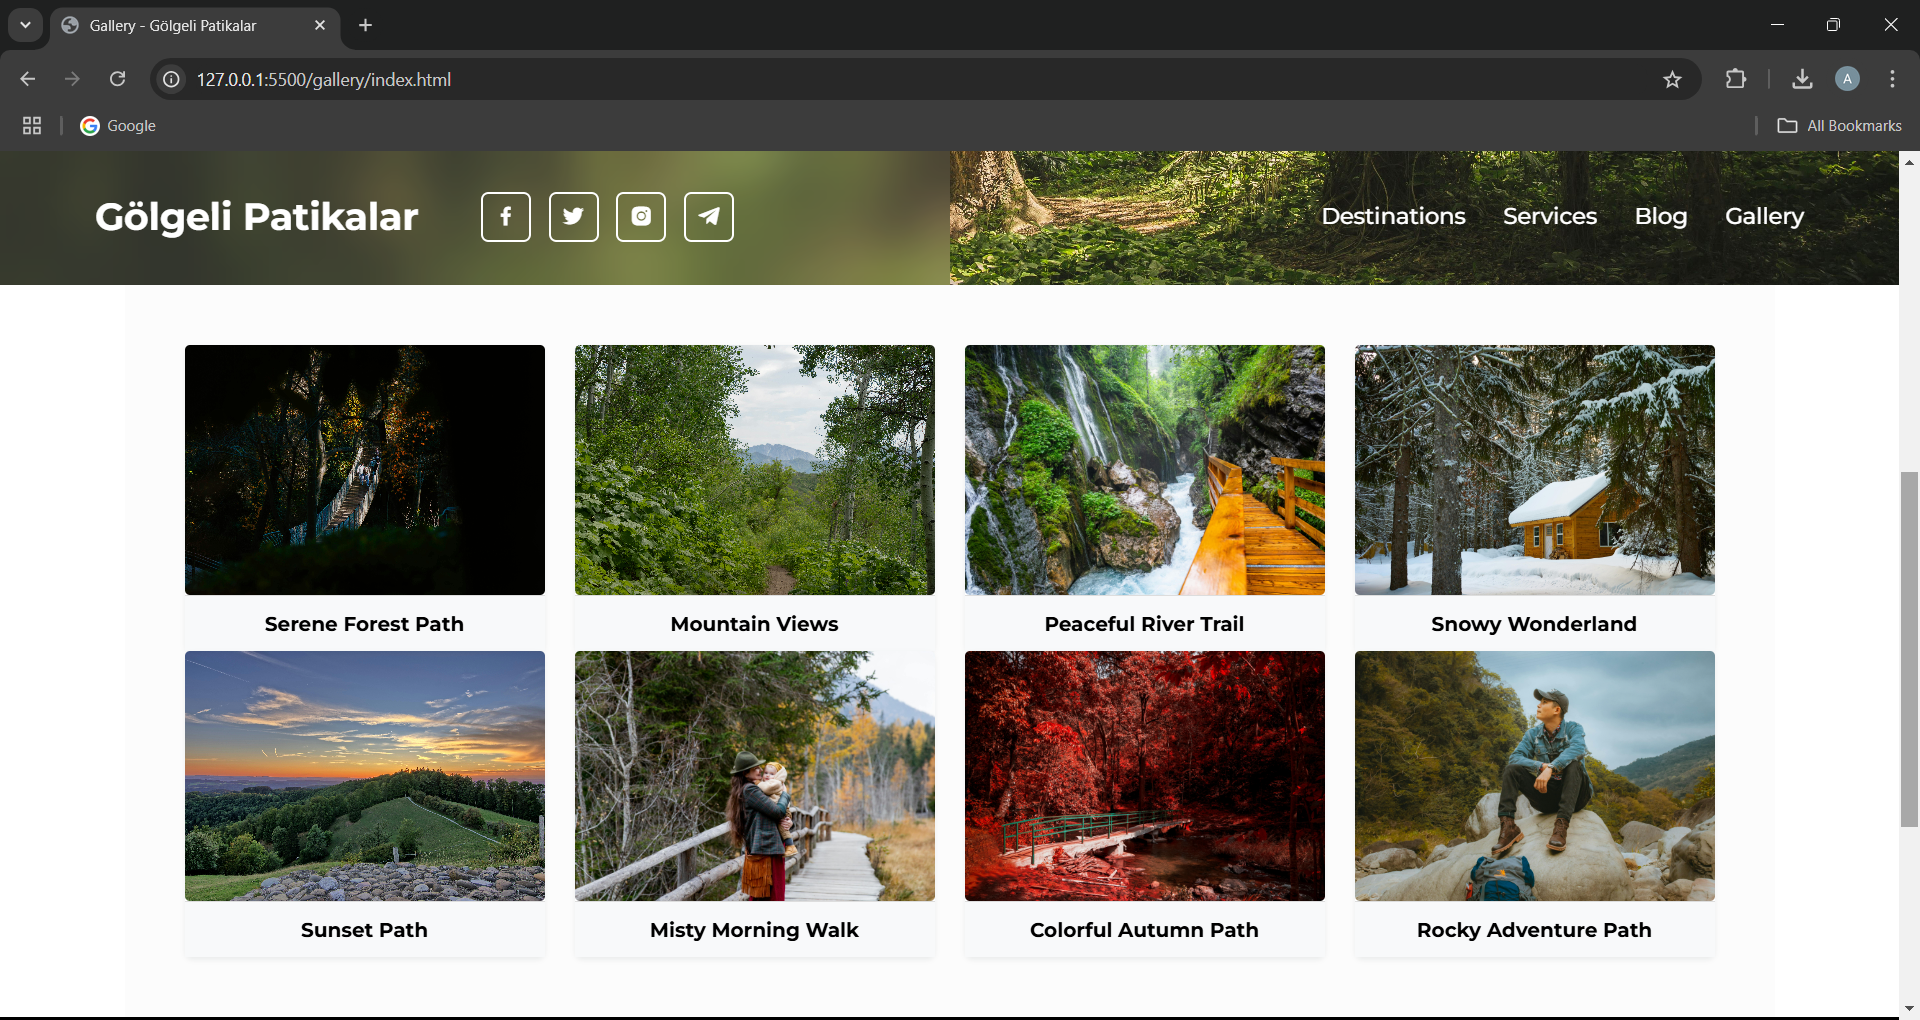 Gallery - Gölgeli Patikalar
127.0.0.1:5500/gallery/index.html
A
Google
All Bookmarks
Gölgeli Patikalar
Destinations Services Blog Gallery
Serene Forest Path
Mountain Views
Peaceful River Trail
Snowy Wonderland
Sunset Path
Misty Morning Walk
Colorful Autumn Path
Rocky Adventure Path